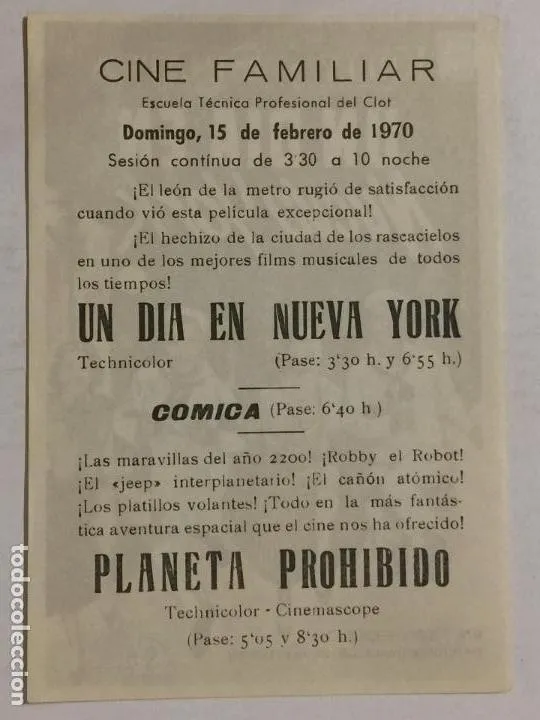 CINE FAMILIAR
Escuela Técnica Profesional del Clot
Domingo, 15 de febrero de 1970
Sesión contínua de 3'30 a 10 noche
¡El león de la metro rugió de satisfacción
cuando vió esta película excepcional!
¡El hechizo de la ciudad de los rascacielos
en uno de los mejores films musicales de todos
los tiempos!
UN DIA EN NUEVA YORK
Technicolor (Pase: 3'30 h. y 6'55 h.)
COMICA (Pase: 6'40 h)
¡Las maravillas del año 2200! ¡Robby el Robot!
¡El «jeep» interplanetario! ¡El cañón atómico!
¡Los platillos volantes! ¡Todo en la más fantás-
tica aventura espacial que el cine nos ha ofrecido!
PLANETA PROHIBIDO
Technicolor - Cinemascope
(Pase: 5'05 y 8'30 h.)
todocoleccion